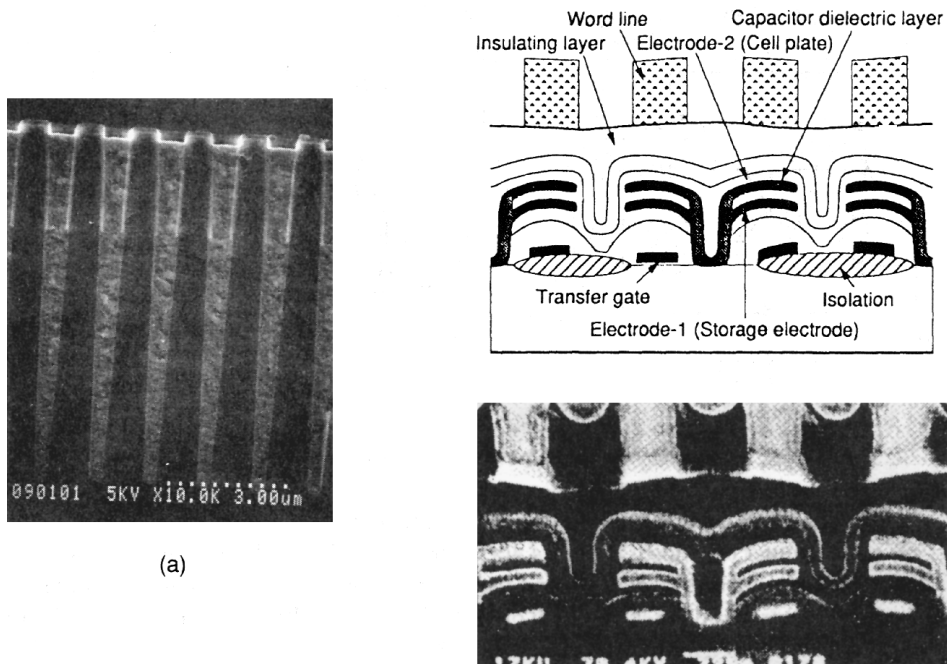 090101 5KV X10.0K 3.00um
(a)
Word line
Capacitor dielectric layer
Insulating layer
Electrode-2 (Cell plate)
Transfer gate
Isolation
Electrode-1 (Storage electrode)